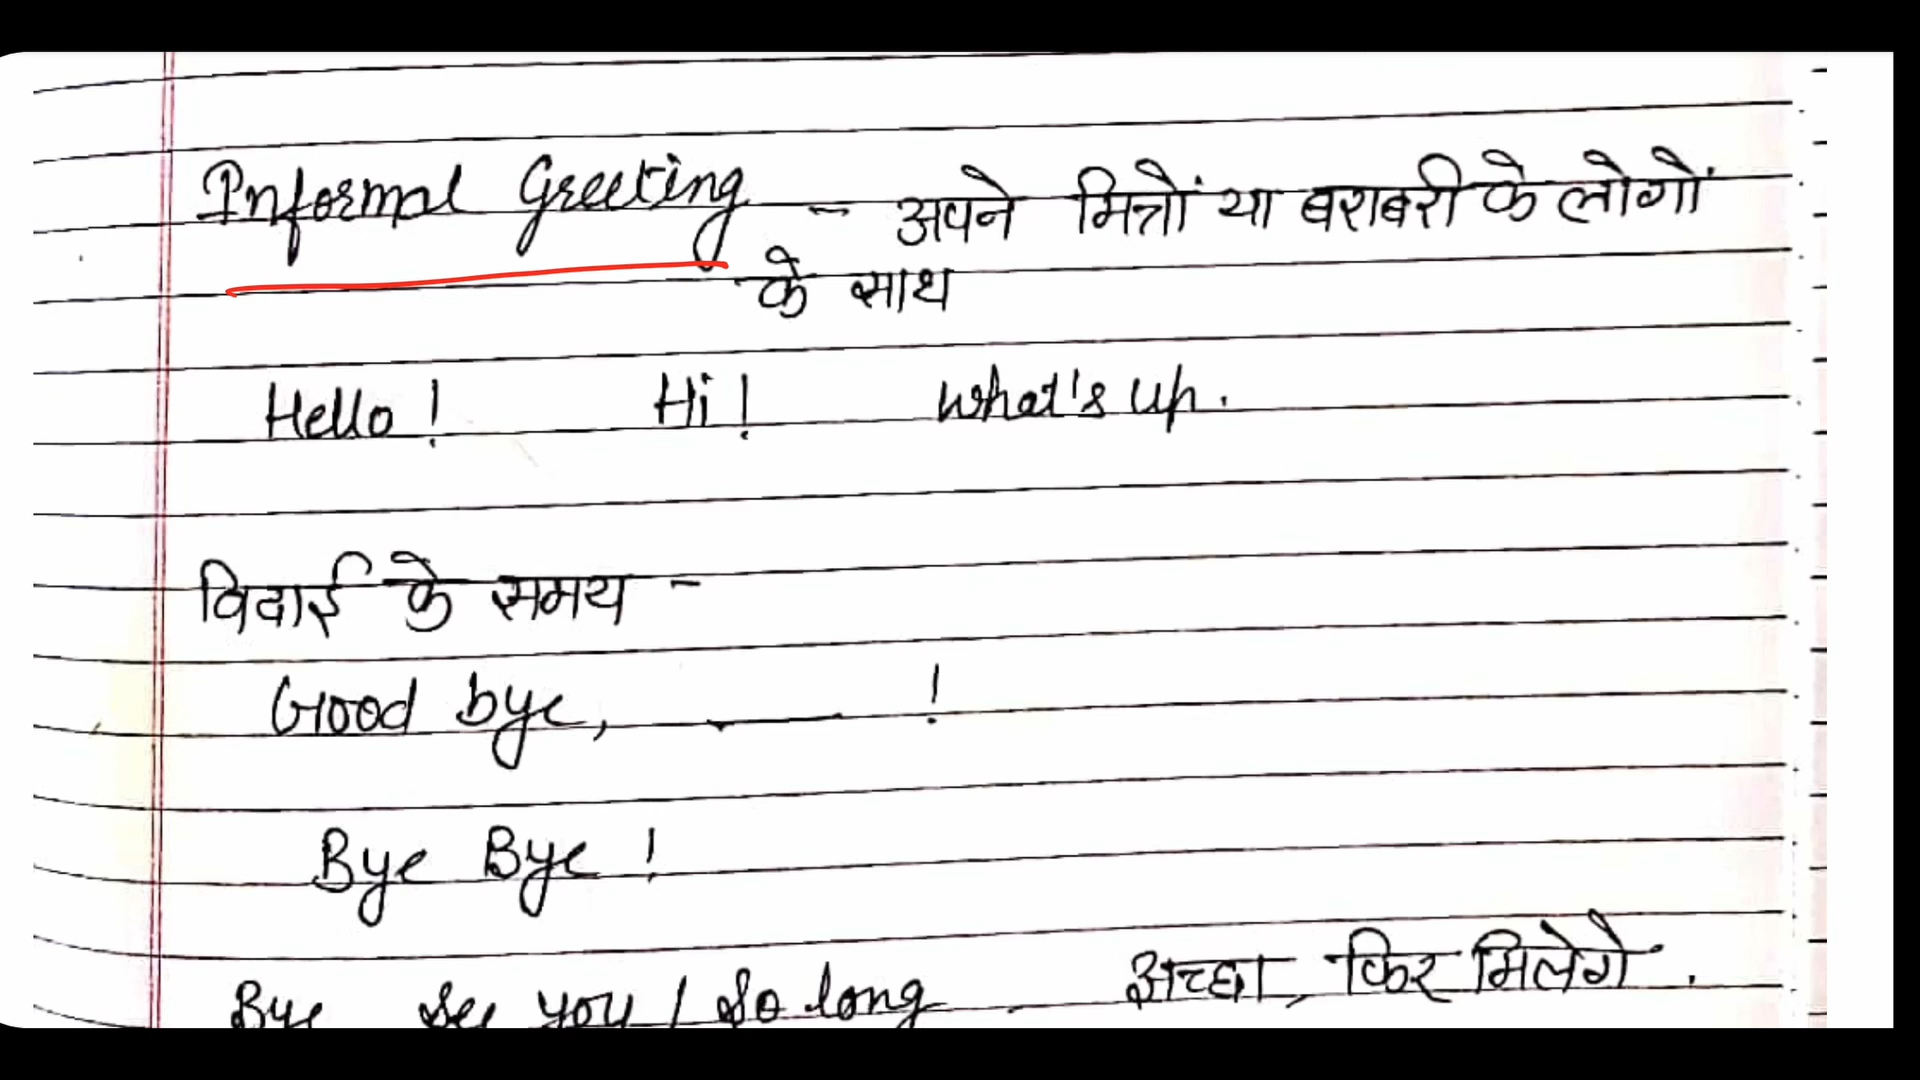 Informal Greeting - अपने मित्रों या बराबरी के लोगों
के साथ
Hello! Hi! What's up.
विदाई के समय -
Good bye, ———!
Bye Bye!
Bye see you / So long. अच्छा, फिर मिलेगे.